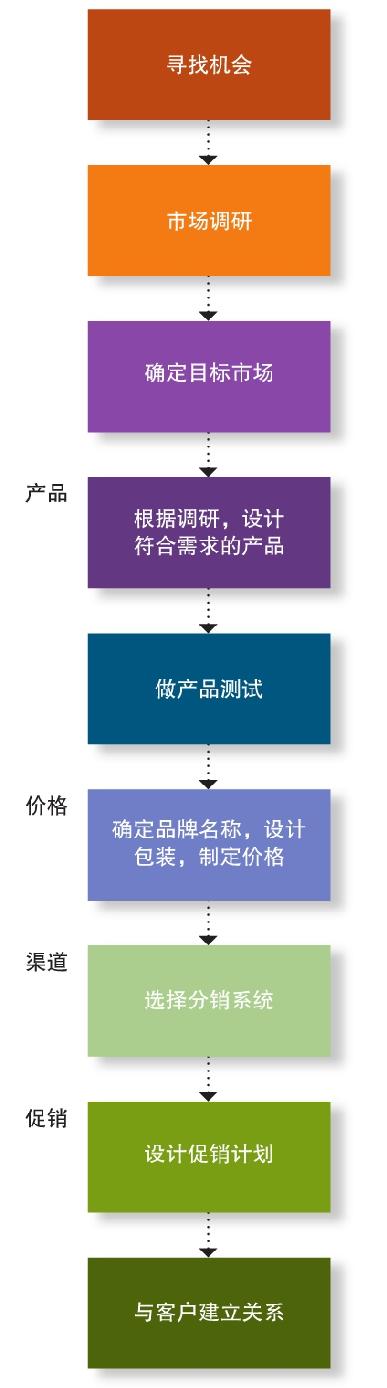 寻找机会
市场调研
确定目标市场
产品
根据调研，设计
符合需求的产品
做产品测试
价格
确定品牌名称，设计
包装，制定价格
渠道
选择分销系统
促销
设计促销计划
与客户建立关系